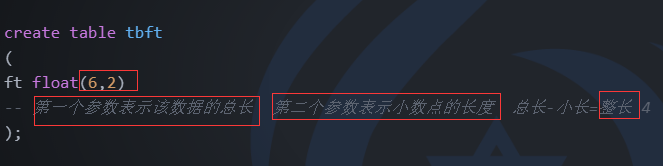 create table tbft
(
ft float(6,2)
-- 第一个参数表示该数据的总长 第二个参数表示小数点的长度 总长-小长=整长 4
);